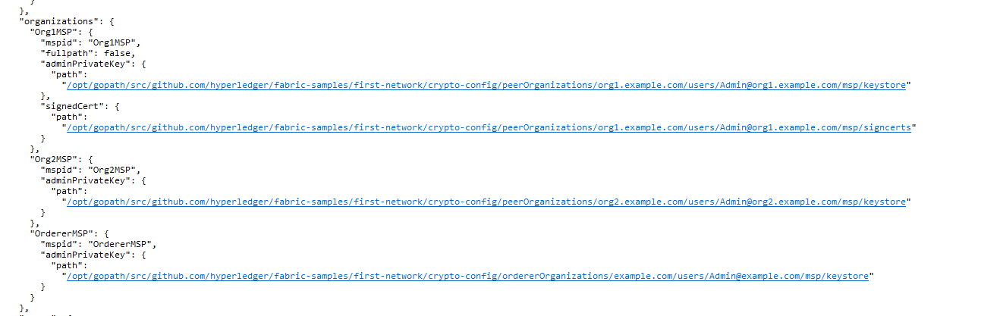 },
"organizations": {
"Org1MSP": {
"mspid": "Org1MSP",
"fullpath": false,
"adminPrivateKey": {
"path":
"/opt/gopath/src/github.com/hyperledger/fabric-samples/first-network/crypto-config/peerOrganizations/org1.example.com/users/Admin@org1.example.com/msp/keystore"
},
"signedCert": {
"path":
"/opt/gopath/src/github.com/hyperledger/fabric-samples/first-network/crypto-config/peerOrganizations/org1.example.com/users/Admin@org1.example.com/msp/signcerts"
}
},
"Org2MSP": {
"mspid": "Org2MSP",
"adminPrivateKey": {
"path":
"/opt/gopath/src/github.com/hyperledger/fabric-samples/first-network/crypto-config/peerOrganizations/org2.example.com/users/Admin@org2.example.com/msp/keystore"
}
},
"OrdererMSP": {
"mspid": "OrdererMSP",
"adminPrivateKey": {
"path":
"/opt/gopath/src/github.com/hyperledger/fabric-samples/first-network/crypto-config/ordererOrganizations/example.com/users/Admin@example.com/msp/keystore"
}
}
},